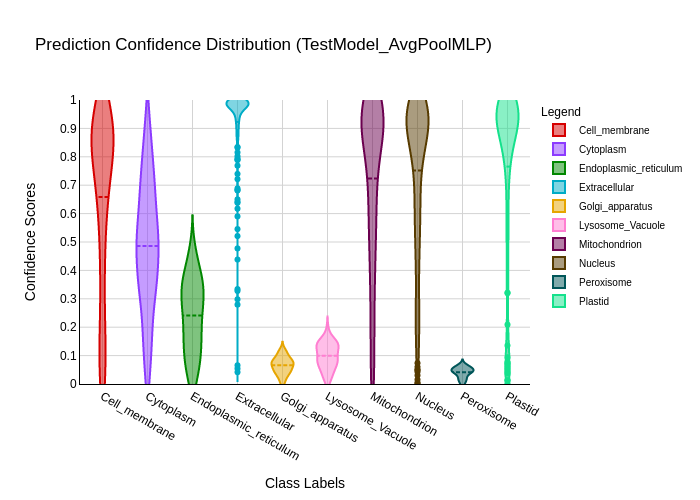 Prediction Confidence Distribution (TestModel_AvgPoolMLP)
Legend
Cell_membrane
Cytoplasm
Endoplasmic_reticulum
Extracellular
Golgi_apparatus
Lysosome_Vacuole
Mitochondrion
Nucleus
Peroxisome
Plastid
Confidence Scores
1
0.9
0.8
0.7
0.6
0.5
0.4
0.3
0.2
0.1
0
Cell_membrane
Cytoplasm
Endoplasmic_reticulum
Extracellular
Golgi_apparatus
Lysosome_Vacuole
Mitochondrion
Nucleus
Peroxisome
Plastid
Class Labels